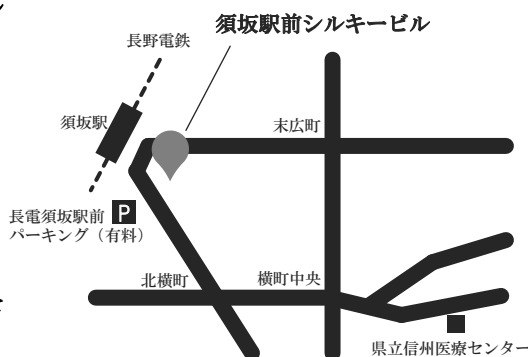 須坂駅前シルキービル
長野電鉄
須坂駅
末広町
長電須坂駅前 P
パーキング（有料）
北横町
横町中央
県立信州医療センター